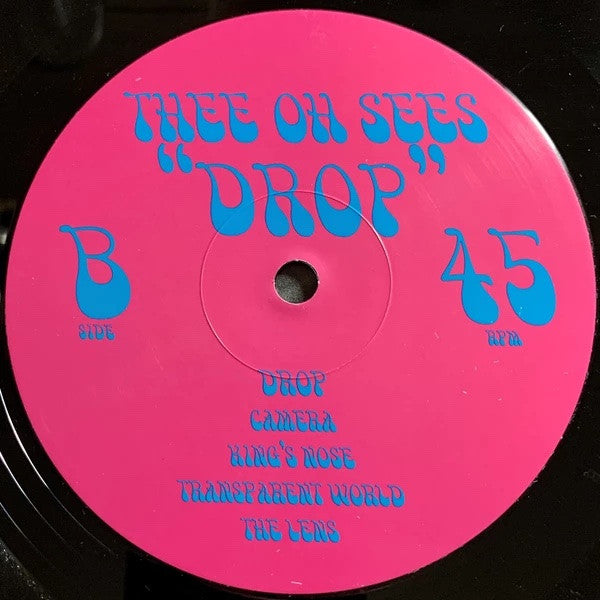 THEE OH SEES
“DROP”
B
SIDE
45
RPM
DROP
CAMERA
KING'S NOSE
TRANSPARENT WORLD
THE LENS